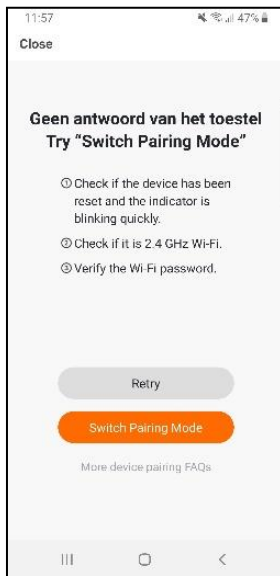 11:57 47%
Close
Geen antwoord van het toestel
Try “Switch Pairing Mode”
① Check if the device has been
reset and the indicator is
blinking quickly.
② Check if it is 2.4 GHz Wi-Fi.
③ Verify the Wi-Fi password.
Retry
Switch Pairing Mode
More device pairing FAQs